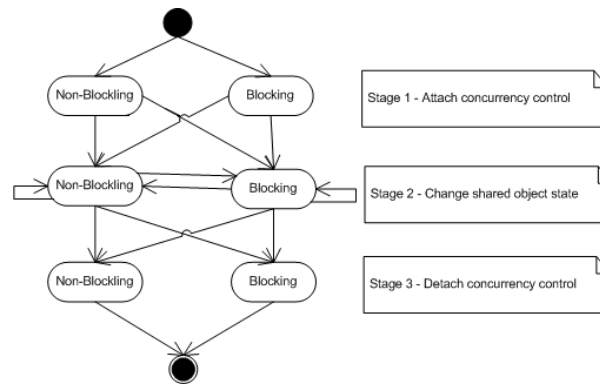 Non-Blockling
Blocking
Stage 1 - Attach concurrency control
Non-Blockling
Blocking
Stage 2 - Change shared object state
Non-Blockling
Blocking
Stage 3 - Detach concurrency control